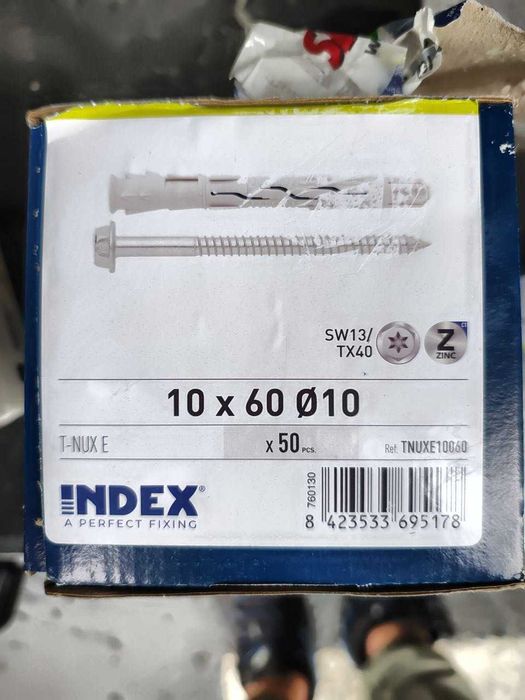 SW13/
TX40
Z
ZINC
10 x 60 Ø10
T-NUX E
x 50 PCS.
Ref. TNUXE10060
INDEX®
A PERFECT FIXING
760130
8 423533 695178